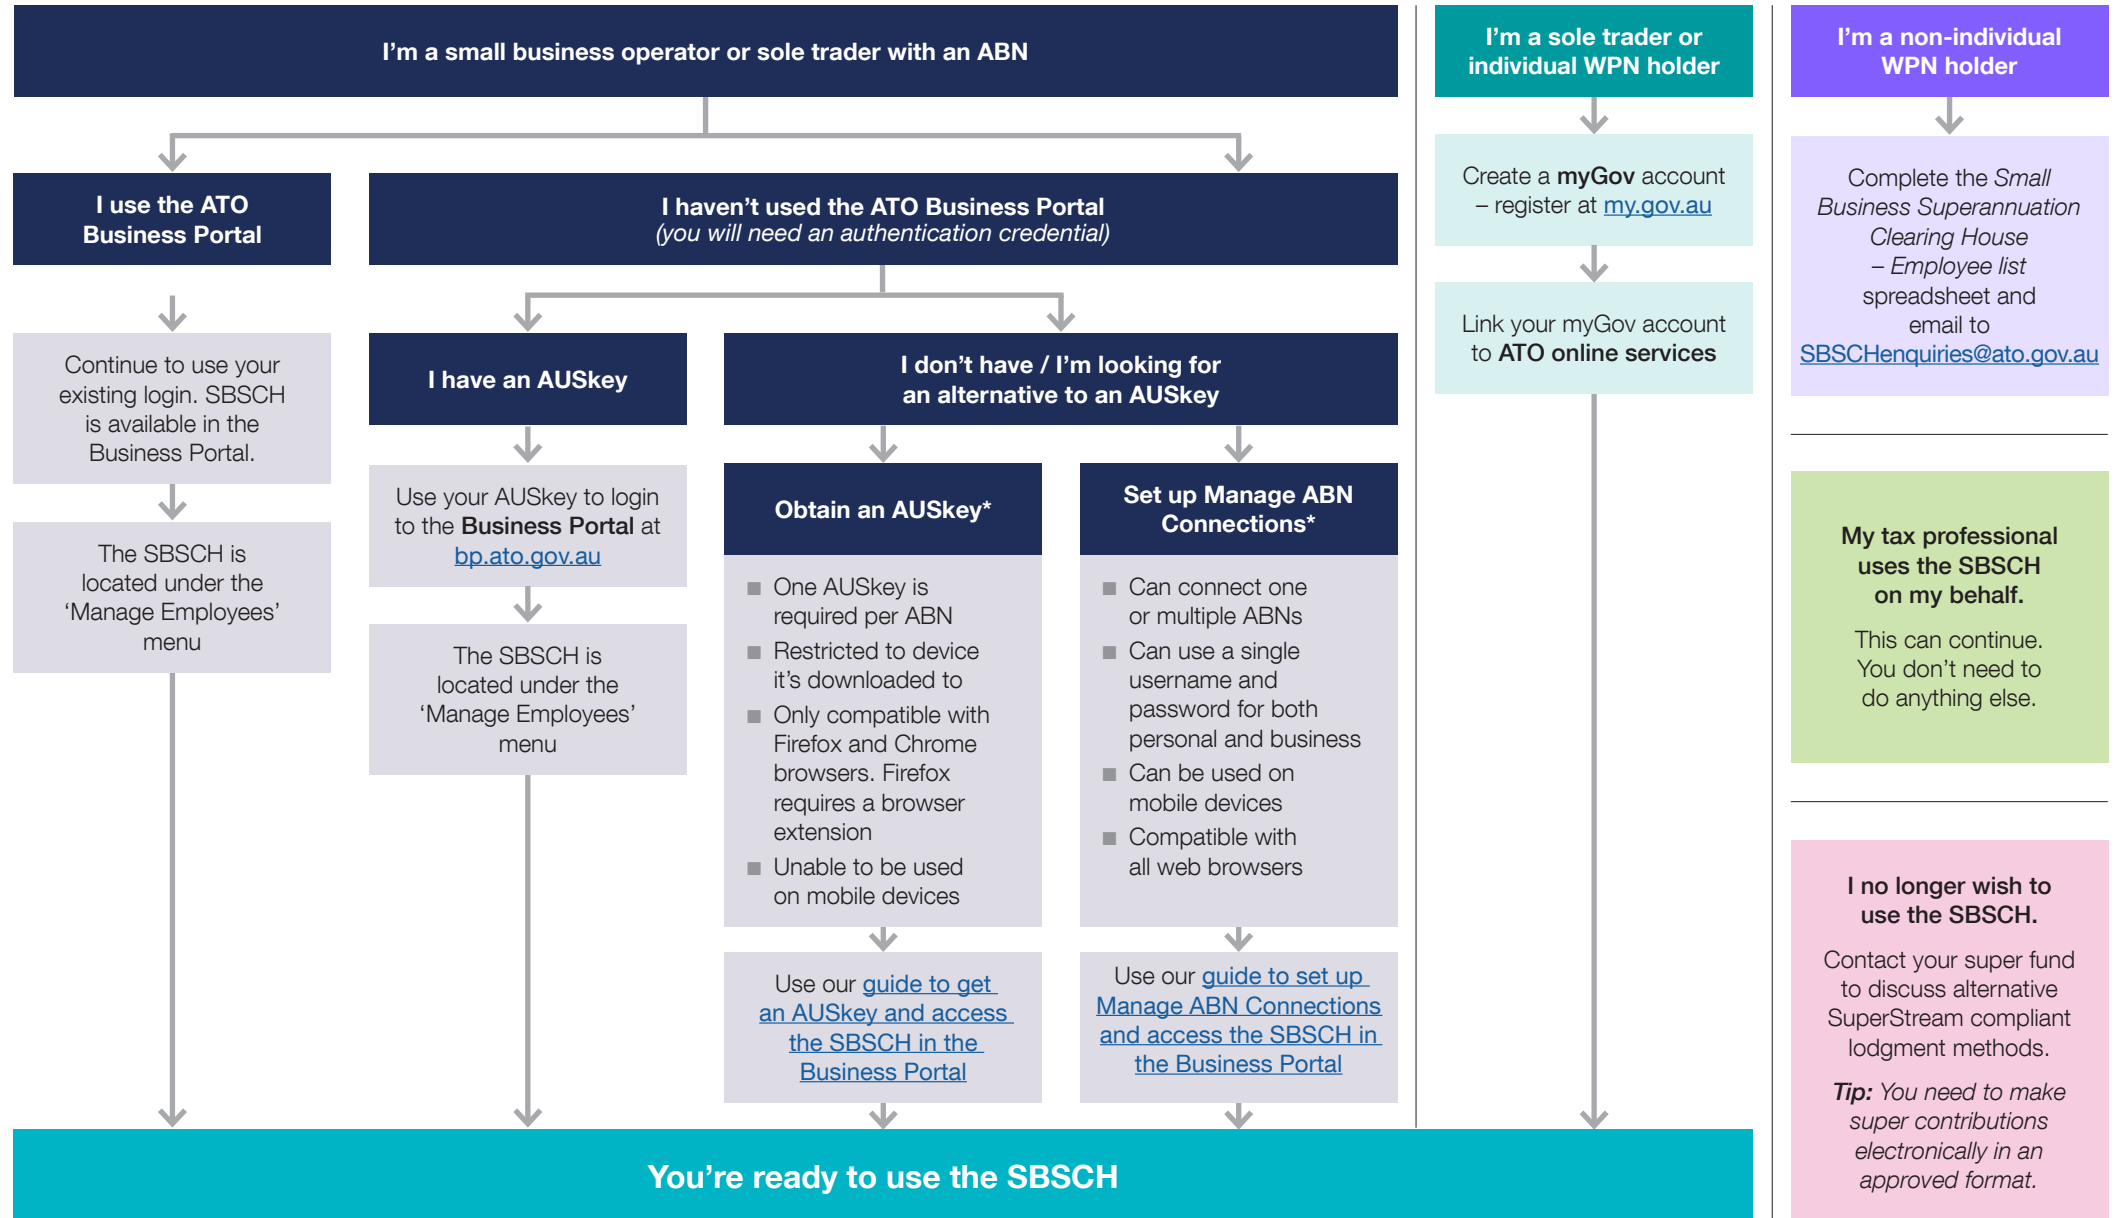 I'm a small business operator or sole trader with an ABN
I use the ATO
Business Portal
Continue to use your
existing login. SBSCH
is available in the
Business Portal.
The SBSCH is
located under the
‘Manage Employees’
menu
I haven't used the ATO Business Portal
(you will need an authentication credential)
I have an AUSkey
Use your AUSkey to login
to the Business Portal at
bp.ato.gov.au
The SBSCH is
located under the
‘Manage Employees’
menu
I don't have / I'm looking for
an alternative to an AUSkey
Obtain an AUSkey*
■ One AUSkey is
required per ABN
■ Restricted to device
it's downloaded to
■ Only compatible with
Firefox and Chrome
browsers. Firefox
requires a browser
extension
■ Unable to be used
on mobile devices
Use our guide to get
an AUSkey and access
the SBSCH in the
Business Portal
Set up Manage ABN
Connections*
■ Can connect one
or multiple ABNs
■ Can use a single
username and
password for both
personal and business
■ Can be used on
mobile devices
■ Compatible with
all web browsers
Use our guide to set up
Manage ABN Connections
and access the SBSCH in
the Business Portal
I'm a sole trader or
individual WPN holder
Create a myGov account
– register at my.gov.au
Link your myGov account
to ATO online services
You're ready to use the SBSCH
I'm a non-individual
WPN holder
Complete the Small
Business Superannuation
Clearing House
– Employee list
spreadsheet and
email to
SBSCHenquiries@ato.gov.au
My tax professional
uses the SBSCH
on my behalf.
This can continue.
You don't need to
do anything else.
I no longer wish to
use the SBSCH.
Contact your super fund
to discuss alternative
SuperStream compliant
lodgment methods.
Tip: You need to make
super contributions
electronically in an
approved format.